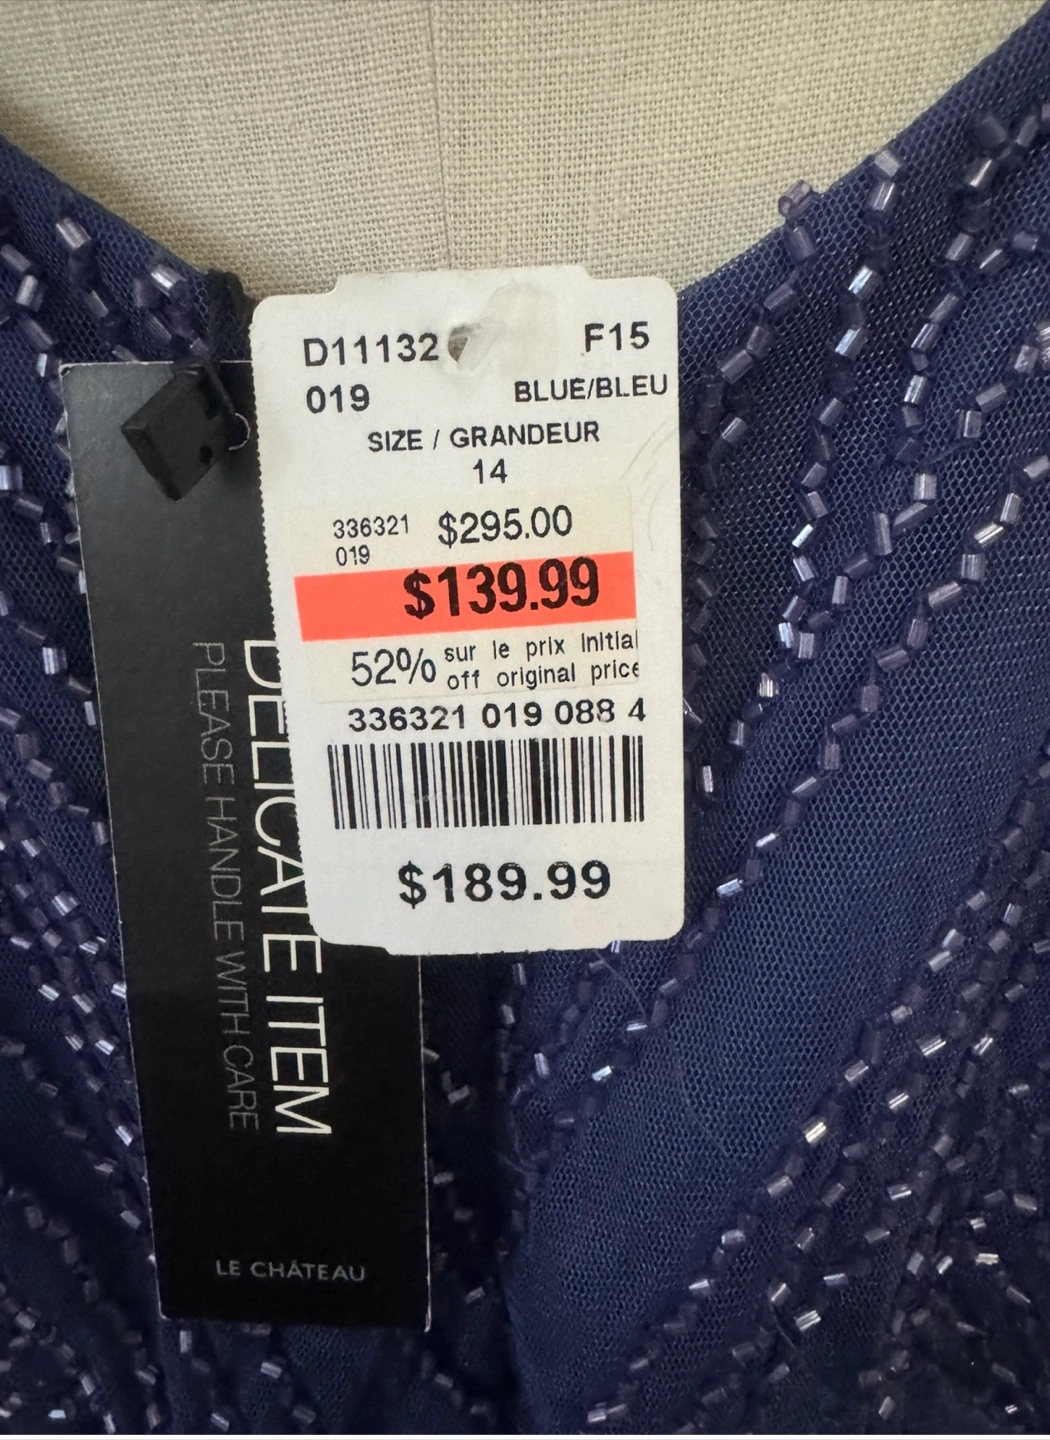 D11132 F15
019 BLUE/BLEU
SIZE / GRANDEUR
14
336321 $295.00
019
$139.99
52% sur le prix initial
off original price
336321 019 088 4
$189.99
DELICATE ITEM
PLEASE HANDLE WITH CARE
LE CHÂTEAU